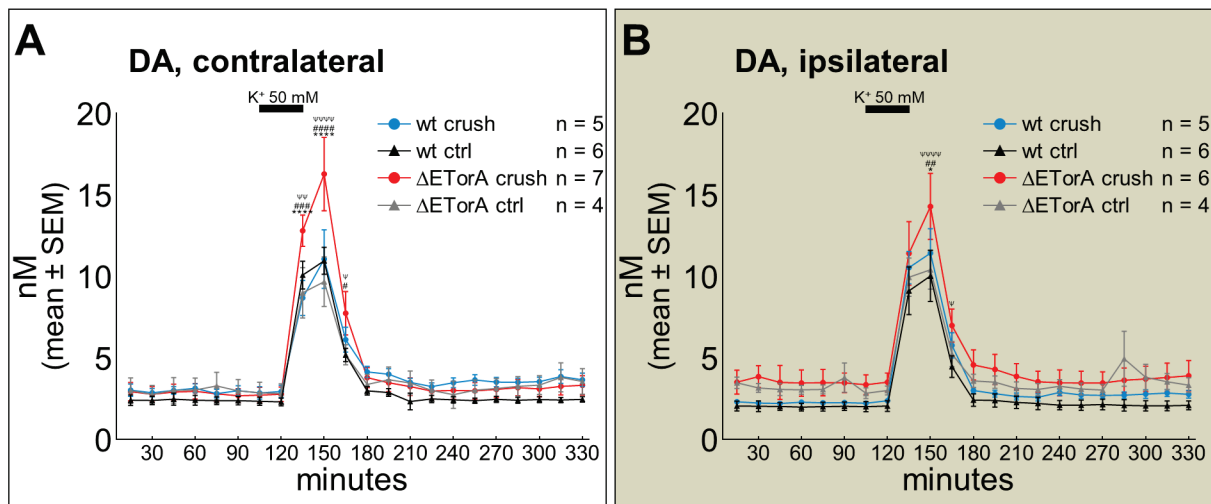 A
DA, contralateral
K⁺ 50 mM
20
15
10
5
0
nM
(mean ± SEM)
ΨΨΨΨ
####
****
ΨΨ
###
****
Ψ
#
wt crush n = 5
wt ctrl n = 6
ΔETorA crush n = 7
ΔETorA ctrl n = 4
30 60 90 120 150 180 210 240 270 300 330
minutes
B
DA, ipsilateral
K⁺ 50 mM
20
15
10
5
0
nM
(mean ± SEM)
ΨΨΨΨ
##
*
Ψ
wt crush n = 5
wt ctrl n = 6
ΔETorA crush n = 6
ΔETorA ctrl n = 4
30 60 90 120 150 180 210 240 270 300 330
minutes